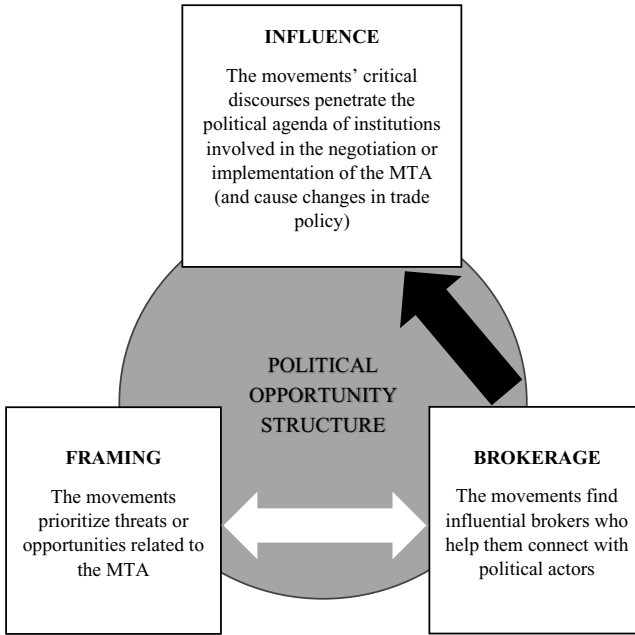 INFLUENCE
The movements’ critical
discourses penetrate the
political agenda of institutions
involved in the negotiation or
implementation of the MTA
(and cause changes in trade
policy)
POLITICAL
OPPORTUNITY
STRUCTURE
FRAMING
The movements
prioritize threats or
opportunities related to
the MTA
BROKERAGE
The movements find
influential brokers who
help them connect with
political actors